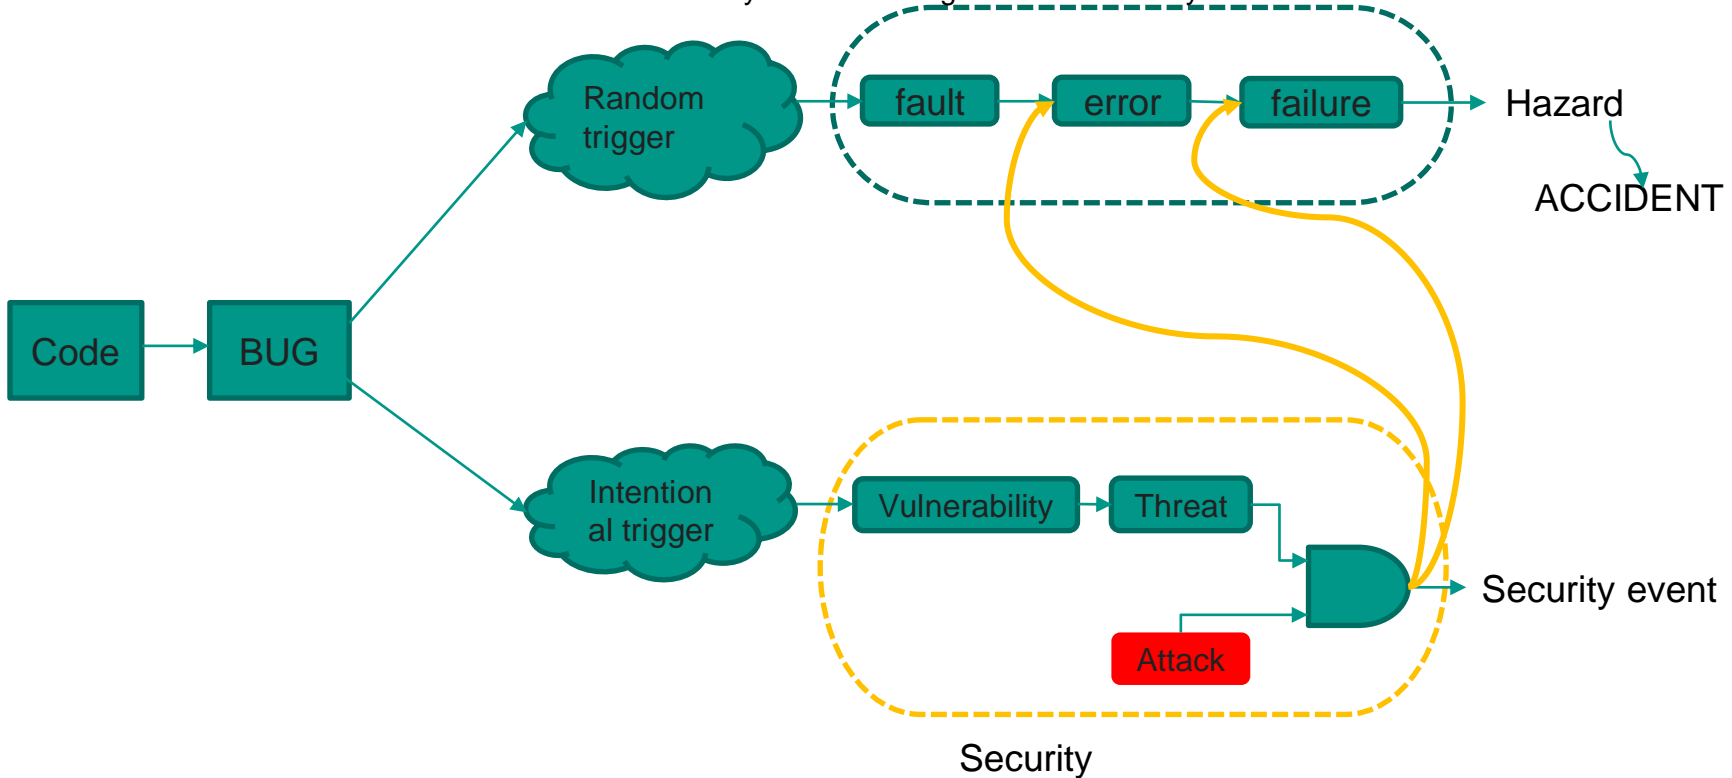 Random
trigger
fault
error
failure
Hazard
ACCIDENT
Code
BUG
Intention
al trigger
Vulnerability
Threat
Security event
Attack
Security